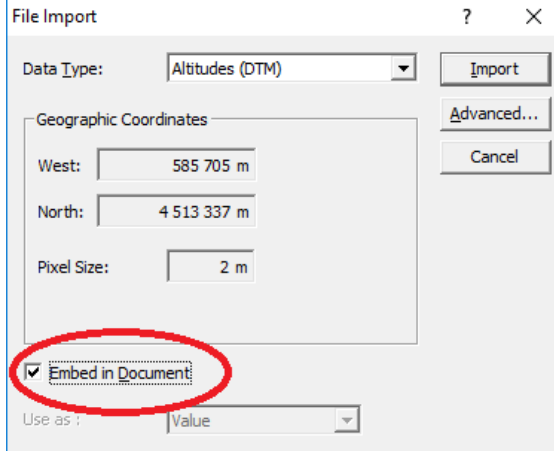 File Import ? ✕
Data Type: Altitudes (DTM) Import
Advanced...
Geographic Coordinates
Cancel
West: 585 705 m
North: 4 513 337 m
Pixel Size: 2 m
Embed in Document
Use as : Value